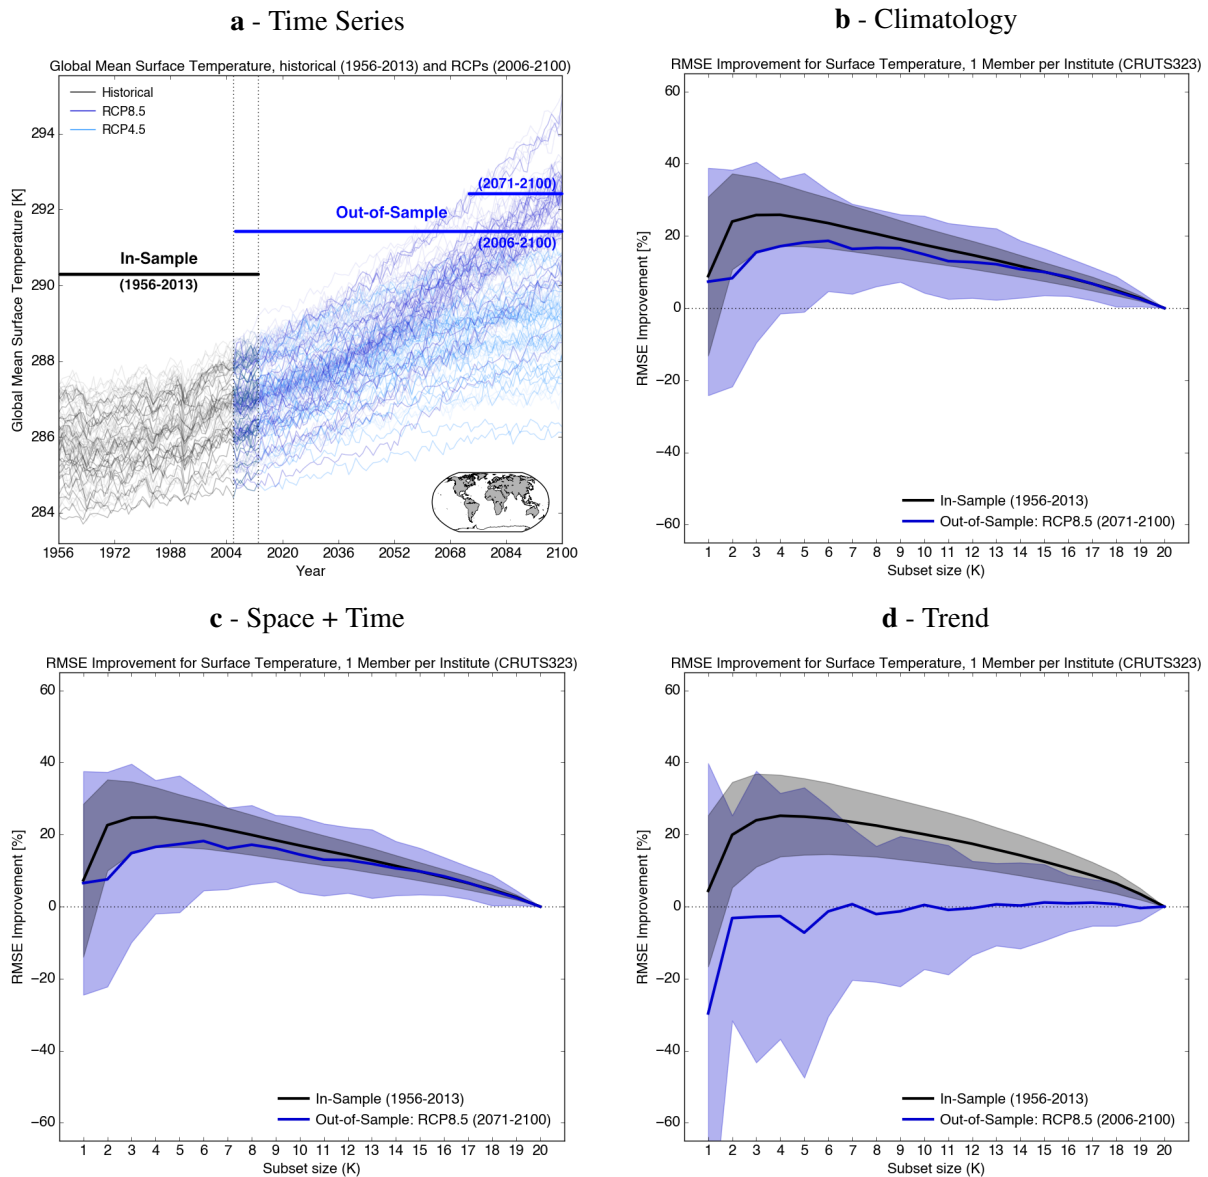 a - Time Series
Global Mean Surface Temperature, historical (1956-2013) and RCPs (2006-2100)
Historical
RCP8.5
RCP4.5
(2071-2100)
Out-of-Sample
(2006-2100)
In-Sample
(1956-2013)
Global Mean Surface Temperature [K]
294
292
290
288
286
284
1956 1972 1988 2004 2020 2036 2052 2068 2084 2100
Year
b - Climatology
RMSE Improvement for Surface Temperature, 1 Member per Institute (CRUTS323)
RMSE Improvement [%]
60
40
20
0
−20
−40
−60
In-Sample (1956-2013)
Out-of-Sample: RCP8.5 (2071-2100)
1 2 3 4 5 6 7 8 9 10 11 12 13 14 15 16 17 18 19 20
Subset size (K)
c - Space + Time
RMSE Improvement for Surface Temperature, 1 Member per Institute (CRUTS323)
RMSE Improvement [%]
60
40
20
0
−20
−40
−60
In-Sample (1956-2013)
Out-of-Sample: RCP8.5 (2071-2100)
1 2 3 4 5 6 7 8 9 10 11 12 13 14 15 16 17 18 19 20
Subset size (K)
d - Trend
RMSE Improvement for Surface Temperature, 1 Member per Institute (CRUTS323)
RMSE Improvement [%]
60
40
20
0
−20
−40
−60
In-Sample (1956-2013)
Out-of-Sample: RCP8.5 (2006-2100)
1 2 3 4 5 6 7 8 9 10 11 12 13 14 15 16 17 18 19 20
Subset size (K)